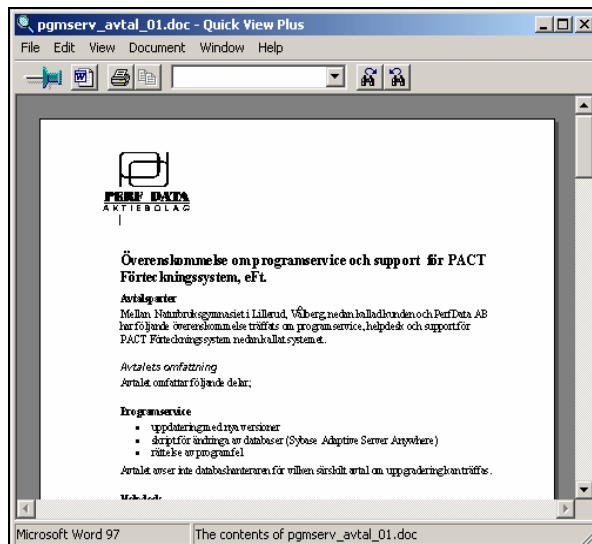 pgmserv_avtal_01.doc - Quick View Plus
File Edit View Document Window Help
PERF DATA
AKTIEBOLAG
Överenskommelse om programservice och support för PACT
Förteckningssystem, eFt.
Avtalsparter
Mellan Naturbruksgymnasiet i Lillerud, Vålberg, nedan kallad kunden och PerfData AB
har följande överenskommelse träffats om programservice, helpdesk och support för
PACT Förteckningssystem nedan kallat systemet..
Avtalets omfattning
Avtalet omfattar följande delar;
Programservice
• uppdatering med nya versioner
• skript för ändringa av databaser (Sybase Adaptive Server Anywhere)
• rättelse av programfel
Avtalet avser inte databashanteraren för vilken särskilt avtal om uppgradering kan träffas.
Helpdesk
Microsoft Word 97 The contents of pgmserv_avtal_01.doc